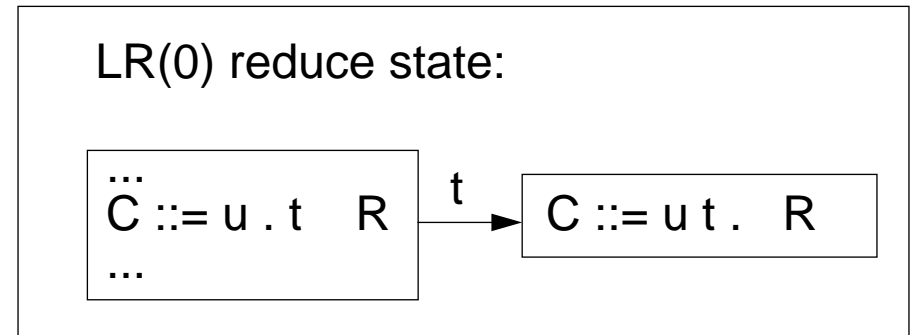 LR(0) reduce state:
...
C ::= u . t R
...
t
C ::= u t . R